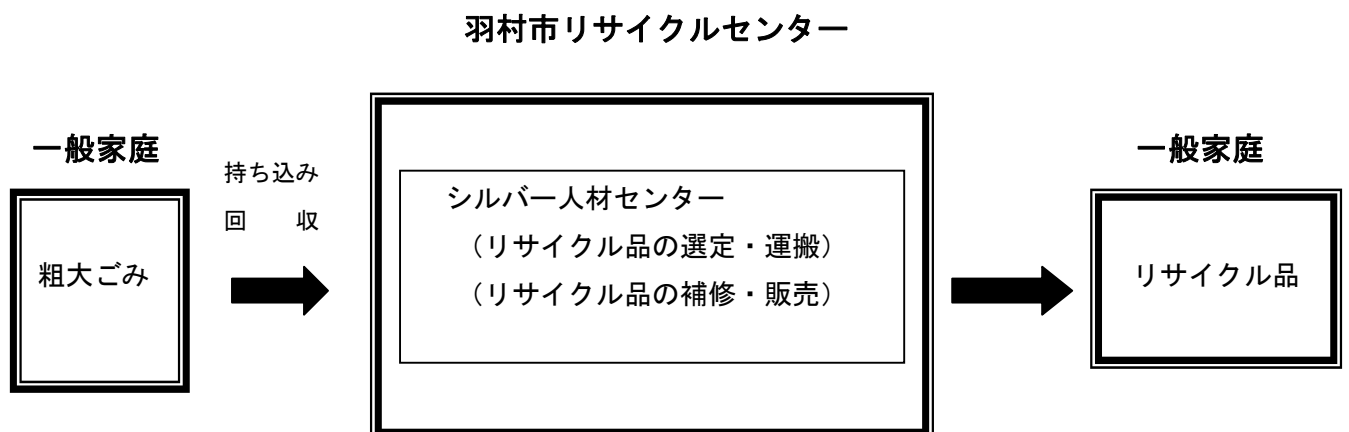 羽村市リサイクルセンター
一般家庭
粗大ごみ
持ち込み
回　　収
シルバー人材センター
（リサイクル品の選定・運搬）
（リサイクル品の補修・販売）
一般家庭
リサイクル品